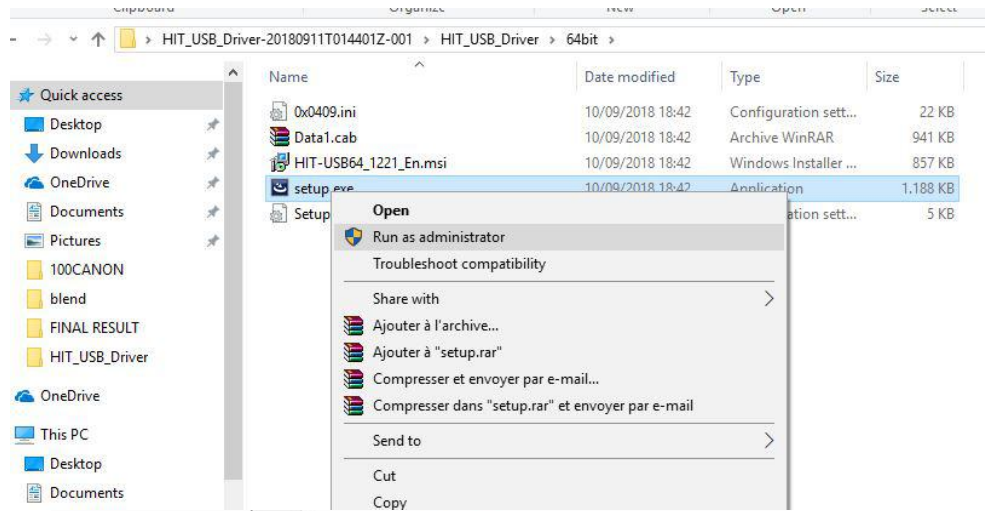 Clipboard Organize New Open Select
HIT_USB_Driver-20180911T014401Z-001 > HIT_USB_Driver > 64bit >
Name Date modified Type Size
Quick access
Desktop
Downloads
OneDrive
Documents
Pictures
100CANON
blend
FINAL RESULT
HIT_USB_Driver
OneDrive
This PC
Desktop
Documents
0x0409.ini 10/09/2018 18:42 Configuration sett... 22 KB
Data1.cab 10/09/2018 18:42 Archive WinRAR 941 KB
HIT-USB64_1221_En.msi 10/09/2018 18:42 Windows Installer ... 857 KB
setup.exe 10/09/2018 18:42 Application 1.188 KB
Setup ation sett... 5 KB
Open
Run as administrator
Troubleshoot compatibility
Share with
Ajouter à l'archive...
Ajouter à "setup.rar"
Compresser et envoyer par e-mail...
Compresser dans "setup.rar" et envoyer par e-mail
Send to
Cut
Copy